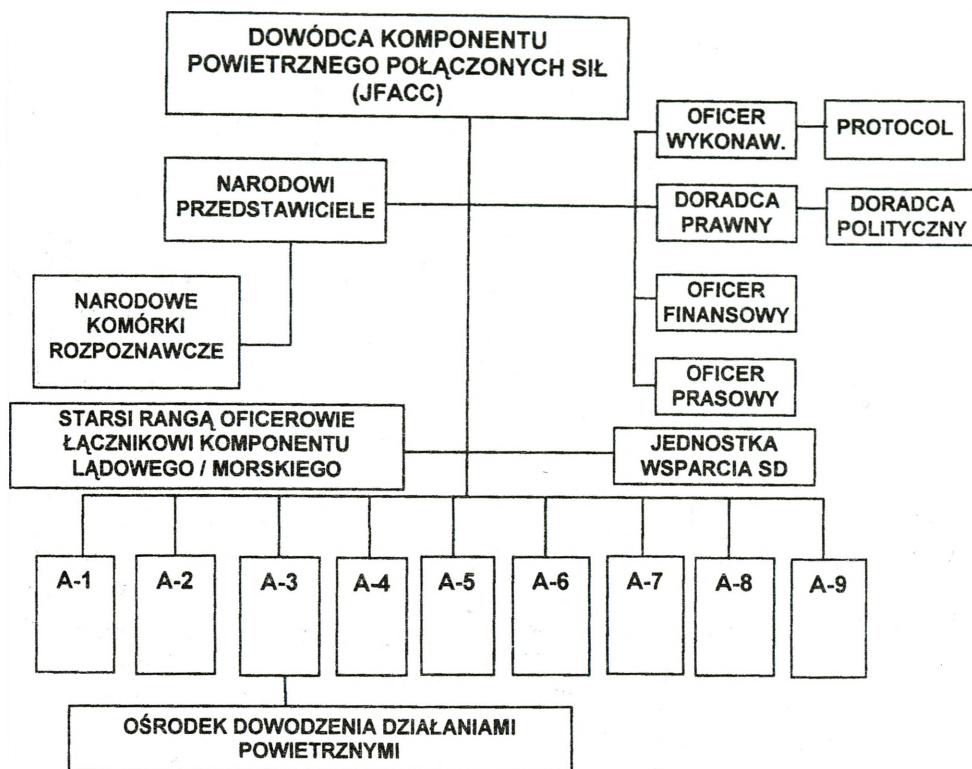 DOWÓDCA KOMPONENTU
POWIETRZNEGO POŁĄCZONYCH SIŁ
(JFACC)
OFICER
WYKONAW.
PROTOCOL
NARODOWI
PRZEDSTAWICIELE
DORADCA
PRAWNY
DORADCA
POLITYCZNY
NARODOWE
KOMÓRKI
ROZPOZNAWCZE
OFICER
FINANSOWY
OFICER
PRASOWY
STARSI RANGĄ OFICEROWIE
ŁĄCZNIKOWI KOMPONENTU
LĄDOWEGO / MORSKIEGO
JEDNOSTKA
WSPARCIA SD
A-1
A-2
A-3
A-4
A-5
A-6
A-7
A-8
A-9
OŚRODEK DOWODZENIA DZIAŁANIAMI
POWIETRZNYMI